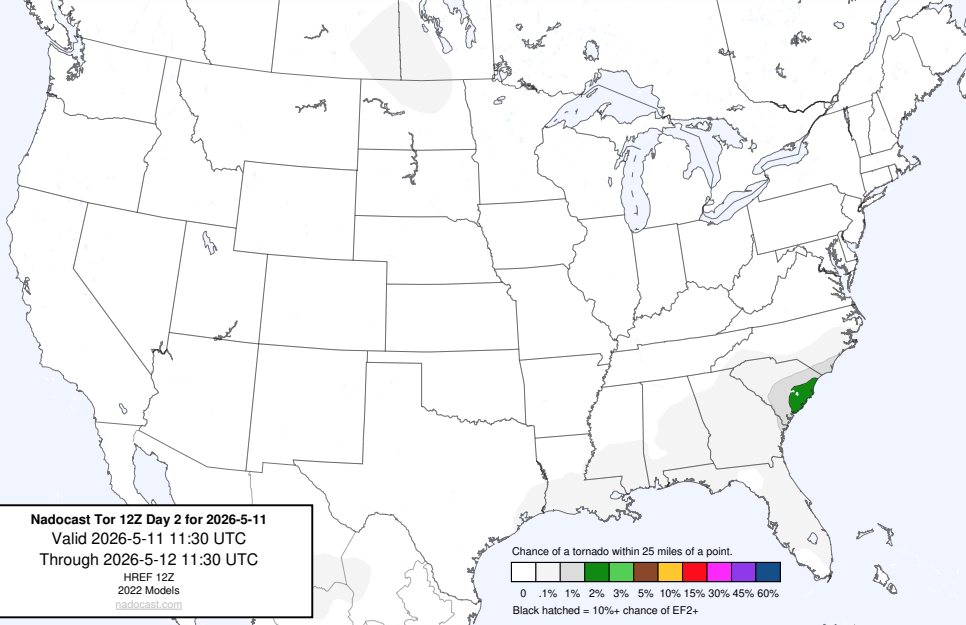 Nadocast Tor 12Z Day 2 for 2026-5-11
Valid 2026-5-11 11:30 UTC
Through 2026-5-12 11:30 UTC
HREF 12Z
2022 Models
nadocast.com
Chance of a tornado within 25 miles of a point.
0 .1% 1% 2% 3% 5% 10% 15% 30% 45% 60%
Black hatched = 10%+ chance of EF2+